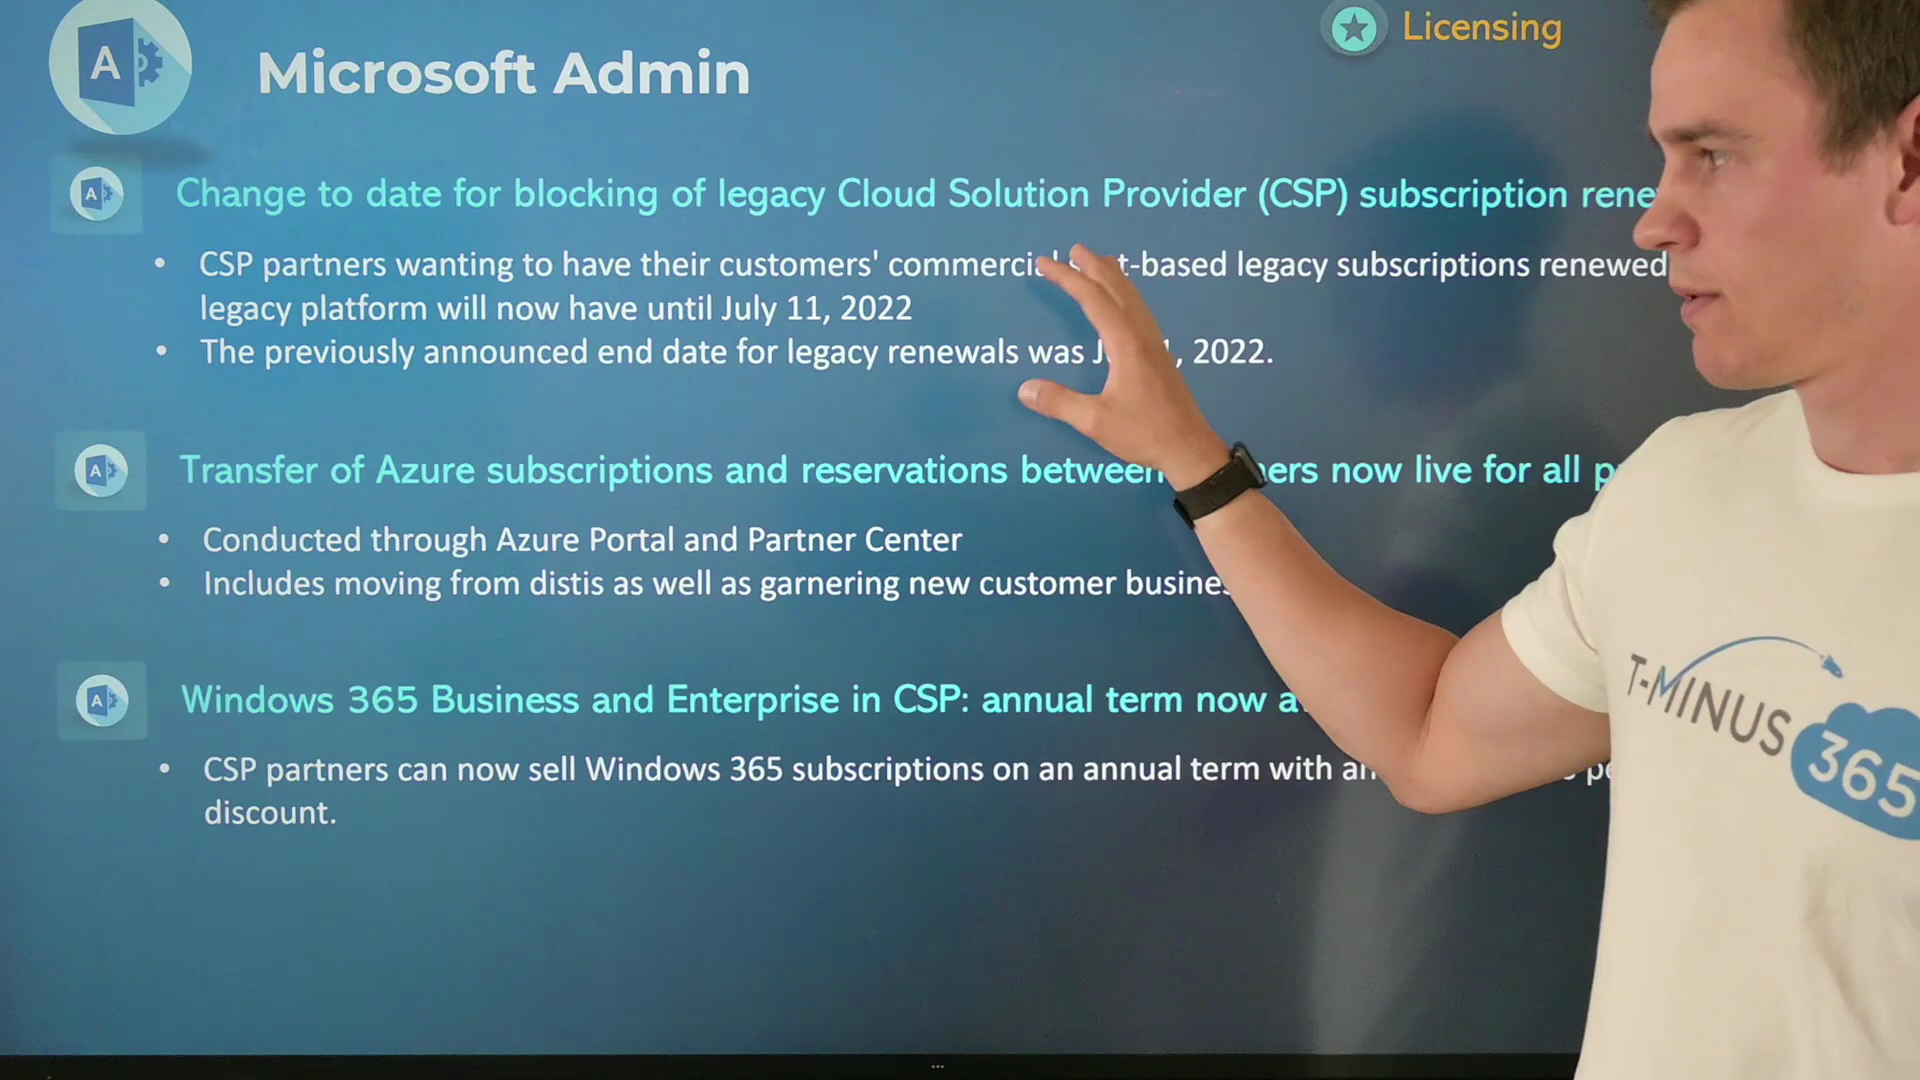 Licensing
Microsoft Admin
Change to date for blocking of legacy Cloud Solution Provider (CSP) subscription
• CSP partners wanting to have their customers' commercial -based legacy subscriptions renewed
legacy platform will now have until July 11, 2022
• The previously announced end date for legacy renewals was , 2022.
Transfer of Azure subscriptions and reservations between now live for all
• Conducted through Azure Portal and Partner Center
• Includes moving from distis as well as garnering new customer
Windows 365 Business and Enterprise in CSP: annual term now
• CSP partners can now sell Windows 365 subscriptions on an annual term with
discount.
T-MINUS
365